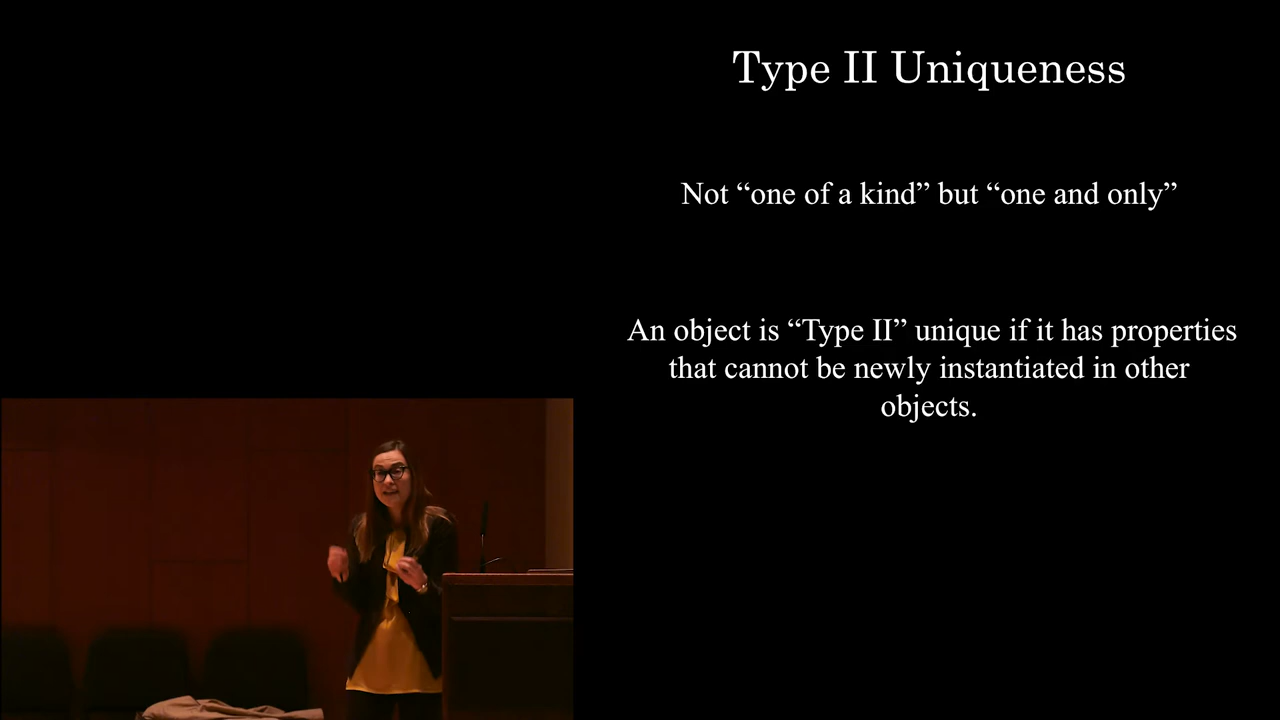 Type II Uniqueness
Not “one of a kind” but “one and only”
An object is “Type II” unique if it has properties
that cannot be newly instantiated in other
objects.